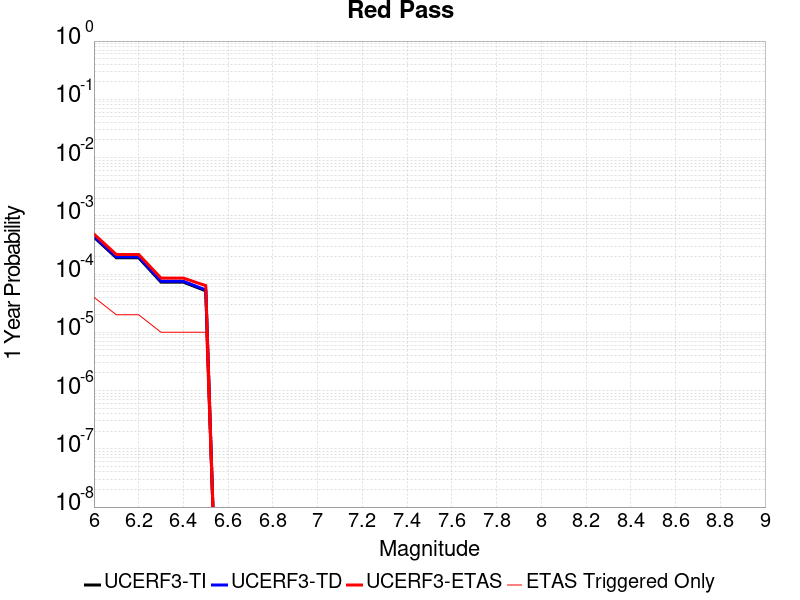 Red Pass
10^0
10^-1
10^-2
10^-3
10^-4
10^-5
10^-6
10^-7
10^-8
1 Year Probability
6 6.2 6.4 6.6 6.8 7 7.2 7.4 7.6 7.8 8 8.2 8.4 8.6 8.8 9
Magnitude
UCERF3-TI UCERF3-TD UCERF3-ETAS ETAS Triggered Only